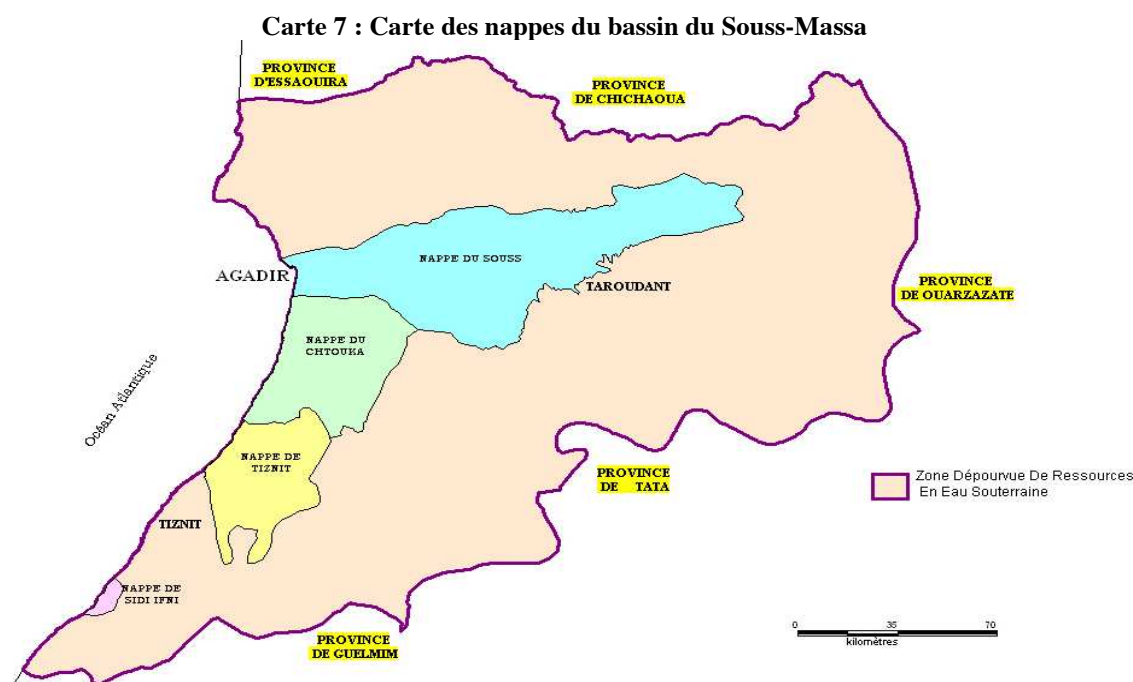 Carte 7 : Carte des nappes du bassin du Souss-Massa
PROVINCE
D'ESSAOUIRA
PROVINCE
DE CHICHAOUA
NAPPE DU SOUSS
AGADIR
TAROUDANT
PROVINCE
DE OUARZAZATE
NAPPE DU
CHTOUKA
Océan Atlantique
NAPPE DE
TIZNIT
PROVINCE
DE TATA
Zone Dépourvue De Ressources
En Eau Souterraine
TIZNIT
NAPPE DE
SIDI IFNI
PROVINCE
DE GUELMIM
0 35 70
kilomètres